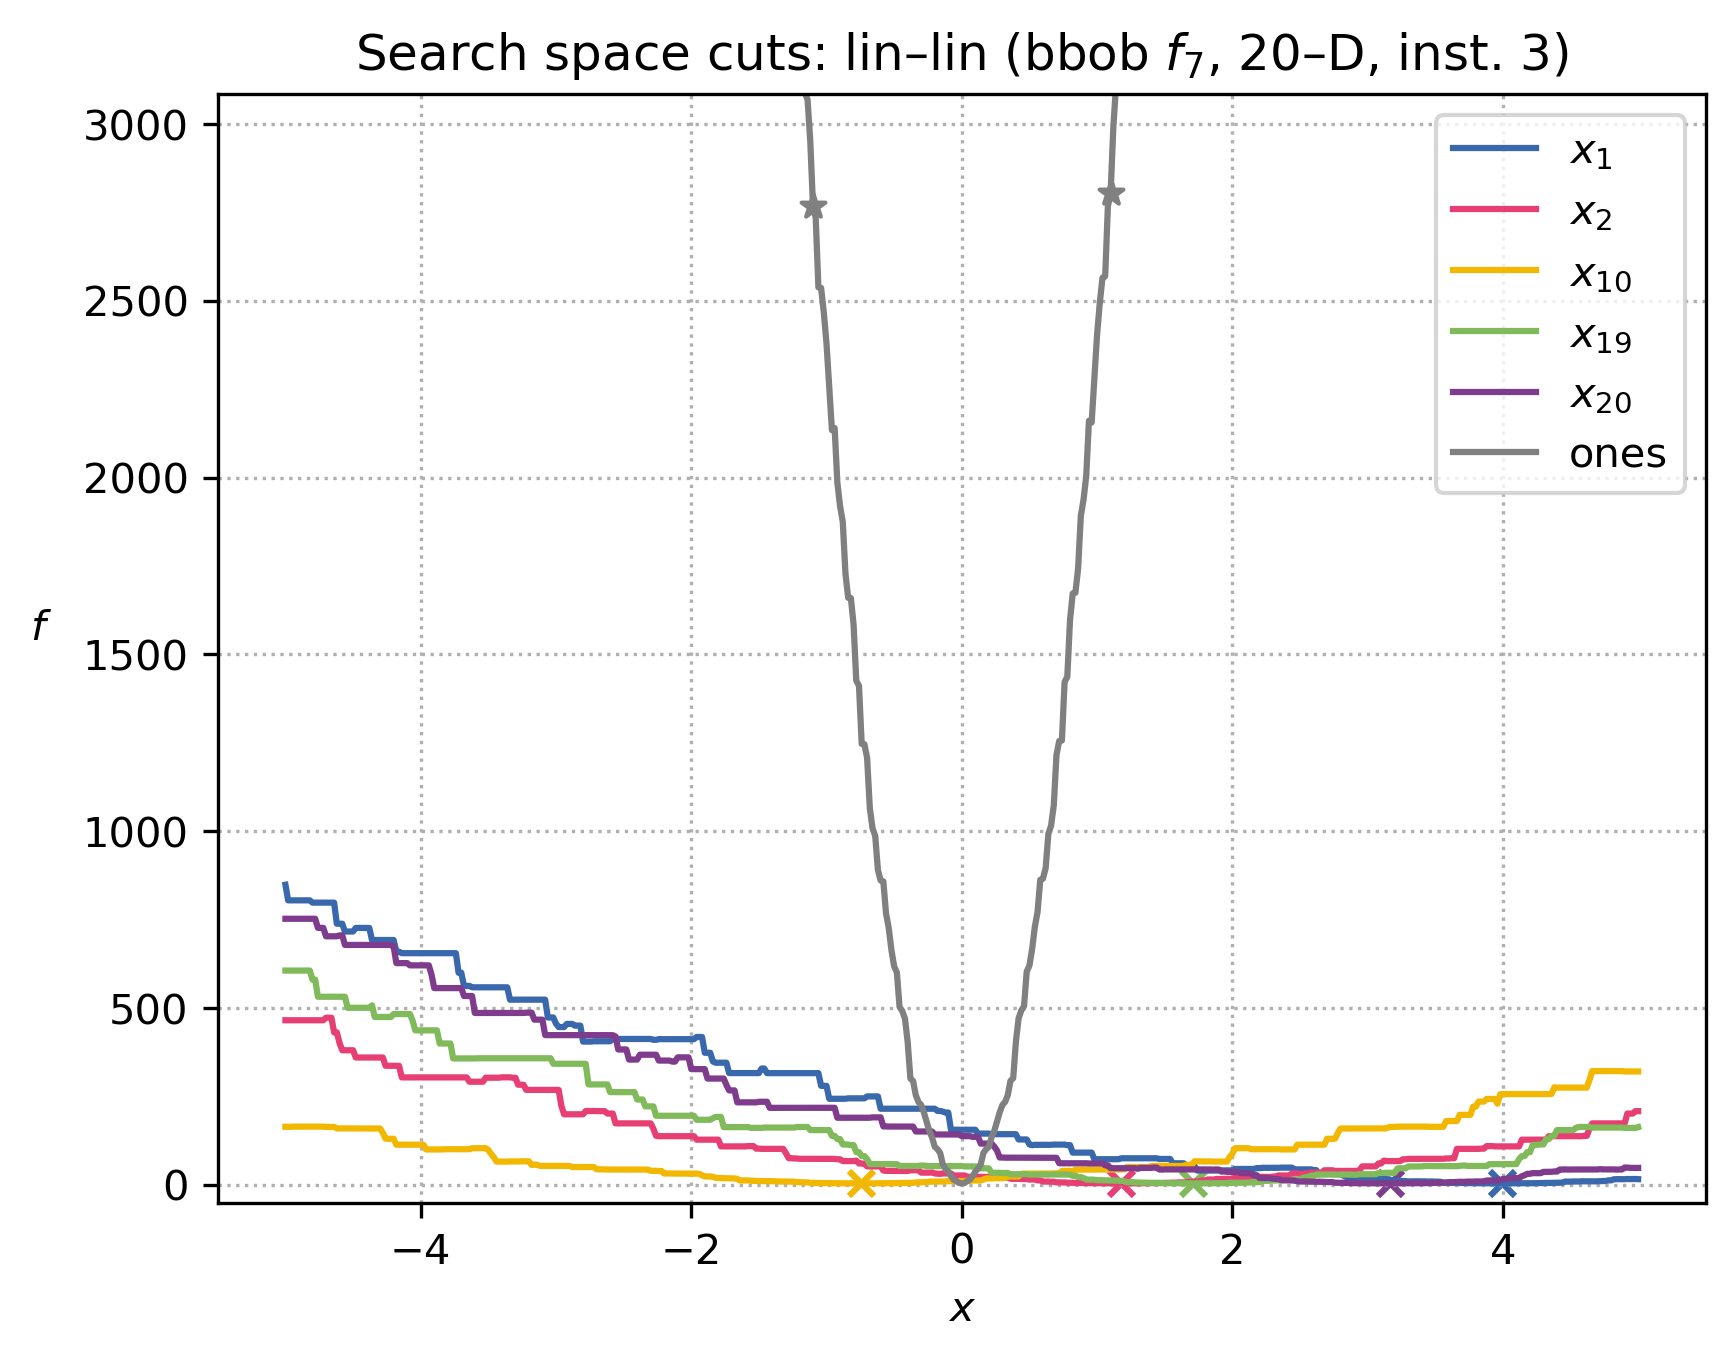 Search space cuts: lin–lin (bbob f₇, 20–D, inst. 3)
3000
2500
2000
1500
1000
500
0
f
−4
−2
0
2
4
x
x₁
x₂
x₁₀
x₁₉
x₂₀
ones